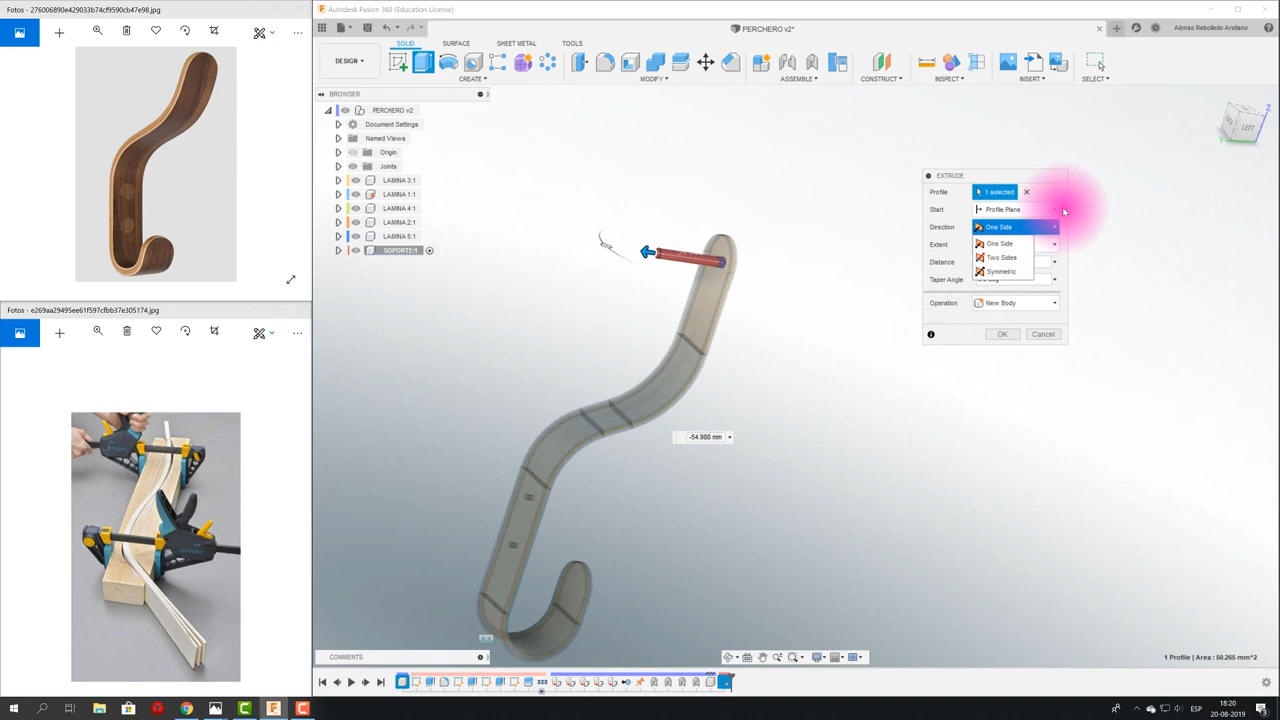 Fotos - 276006890e429033b74cf9590cb47e98.jpg
Fotos - e269aa29495ee61f597cfbb37e305174.jpg
Autodesk Fusion 360 (Education License)
PERCHERO v2*
Alonso Rebolledo Arellano
SOLID
SURFACE
SHEET METAL
TOOLS
DESIGN
CREATE
MODIFY
ASSEMBLE
CONSTRUCT
INSPECT
INSERT
SELECT
BROWSER
PERCHERO v2
Document Settings
Named Views
Origin
Joints
LAMINA 3:1
LAMINA 1:1
LAMINA 4:1
LAMINA 2:1
LAMINA 5:1
SOPORTE:1
Z
LEFT
EXTRUDE
Profile
1 selected
Start
Profile Plane
Direction
One Side
Extent
One Side
Two Sides
Distance
Symmetric
Taper Angle
Operation
New Body
OK
Cancel
-54.988 mm
COMMENTS
1 Profile | Area : 50.265 mm^2
ESP
18:20
20-08-2019
3